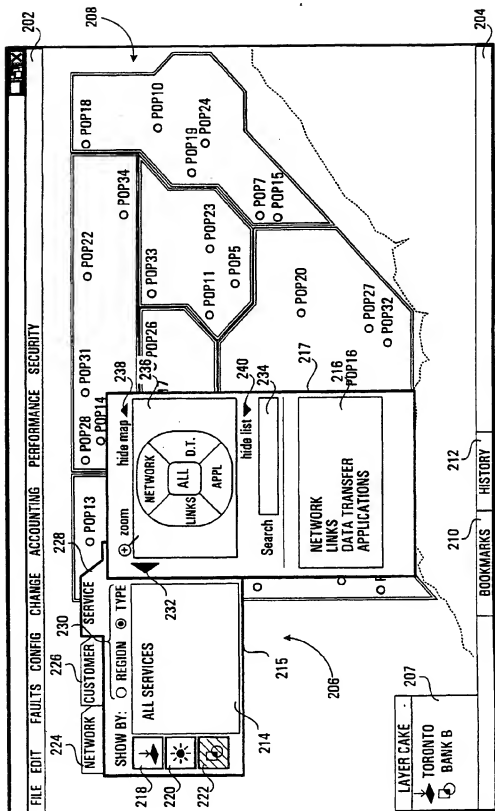 202
FILE EDIT FAULTS CONFIG CHANGE ACCOUNTING PERFORMANCE SECURITY
208
224
226
228
NETWORK CUSTOMER SERVICE
230
SHOW BY: REGION TYPE
ALL SERVICES
218
220
222
214
215
206
232
zoom
hide map
238
236
NETWORK
ALL
LINKS
D.T.
APPL
hide list
240
Search
234
217
NETWORK
LINKS
DATA TRANSFER
APPLICATIONS
216
POP16
POP13
POP28
POP14
POP31
POP22
POP34
POP18
POP10
POP19
POP24
POP7
POP15
POP33
POP23
POP11
POP5
POP26
7
POP20
POP27
POP32
LAYER CAKE
TORONTO
BANK B
207
210
212
BOOKMARKS HISTORY
204